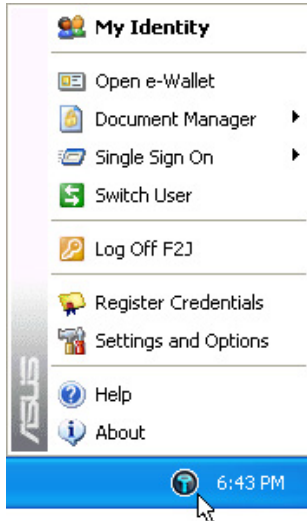 My Identity
Open e-Wallet
Document Manager
Single Sign On
Switch User
Log Off F2J
Register Credentials
Settings and Options
Help
About
ASUS
6:43 PM